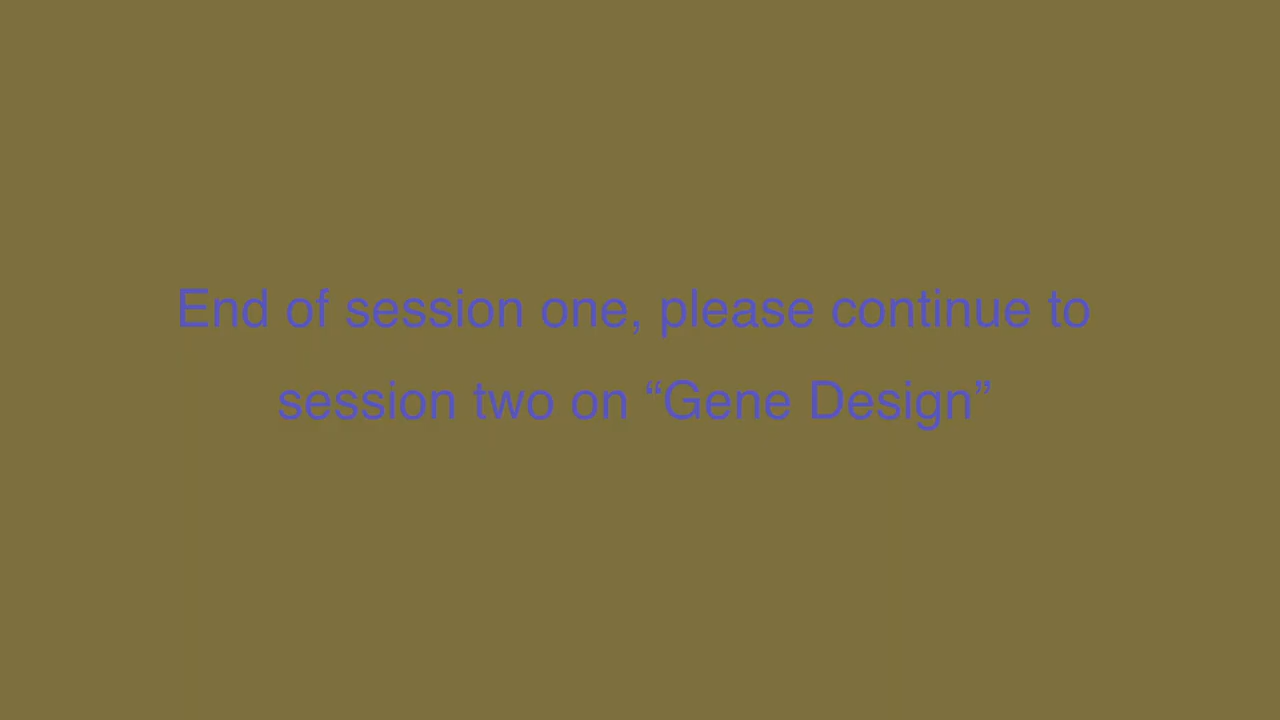 End of session one, please continue to
session two on “Gene Design”